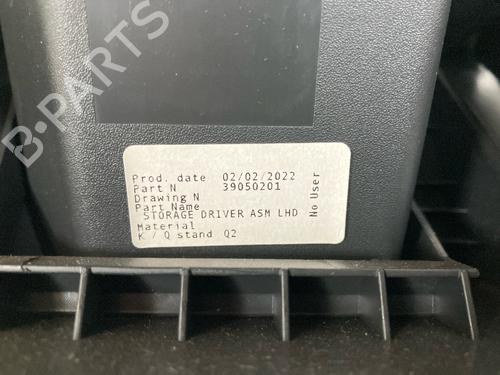 B-PARTS
Prod. date 02/02/2022
Part N 39050201
Drawing N
Part Name
STORAGE DRIVER ASM LHD
Material
K / Q stand Q2
No User